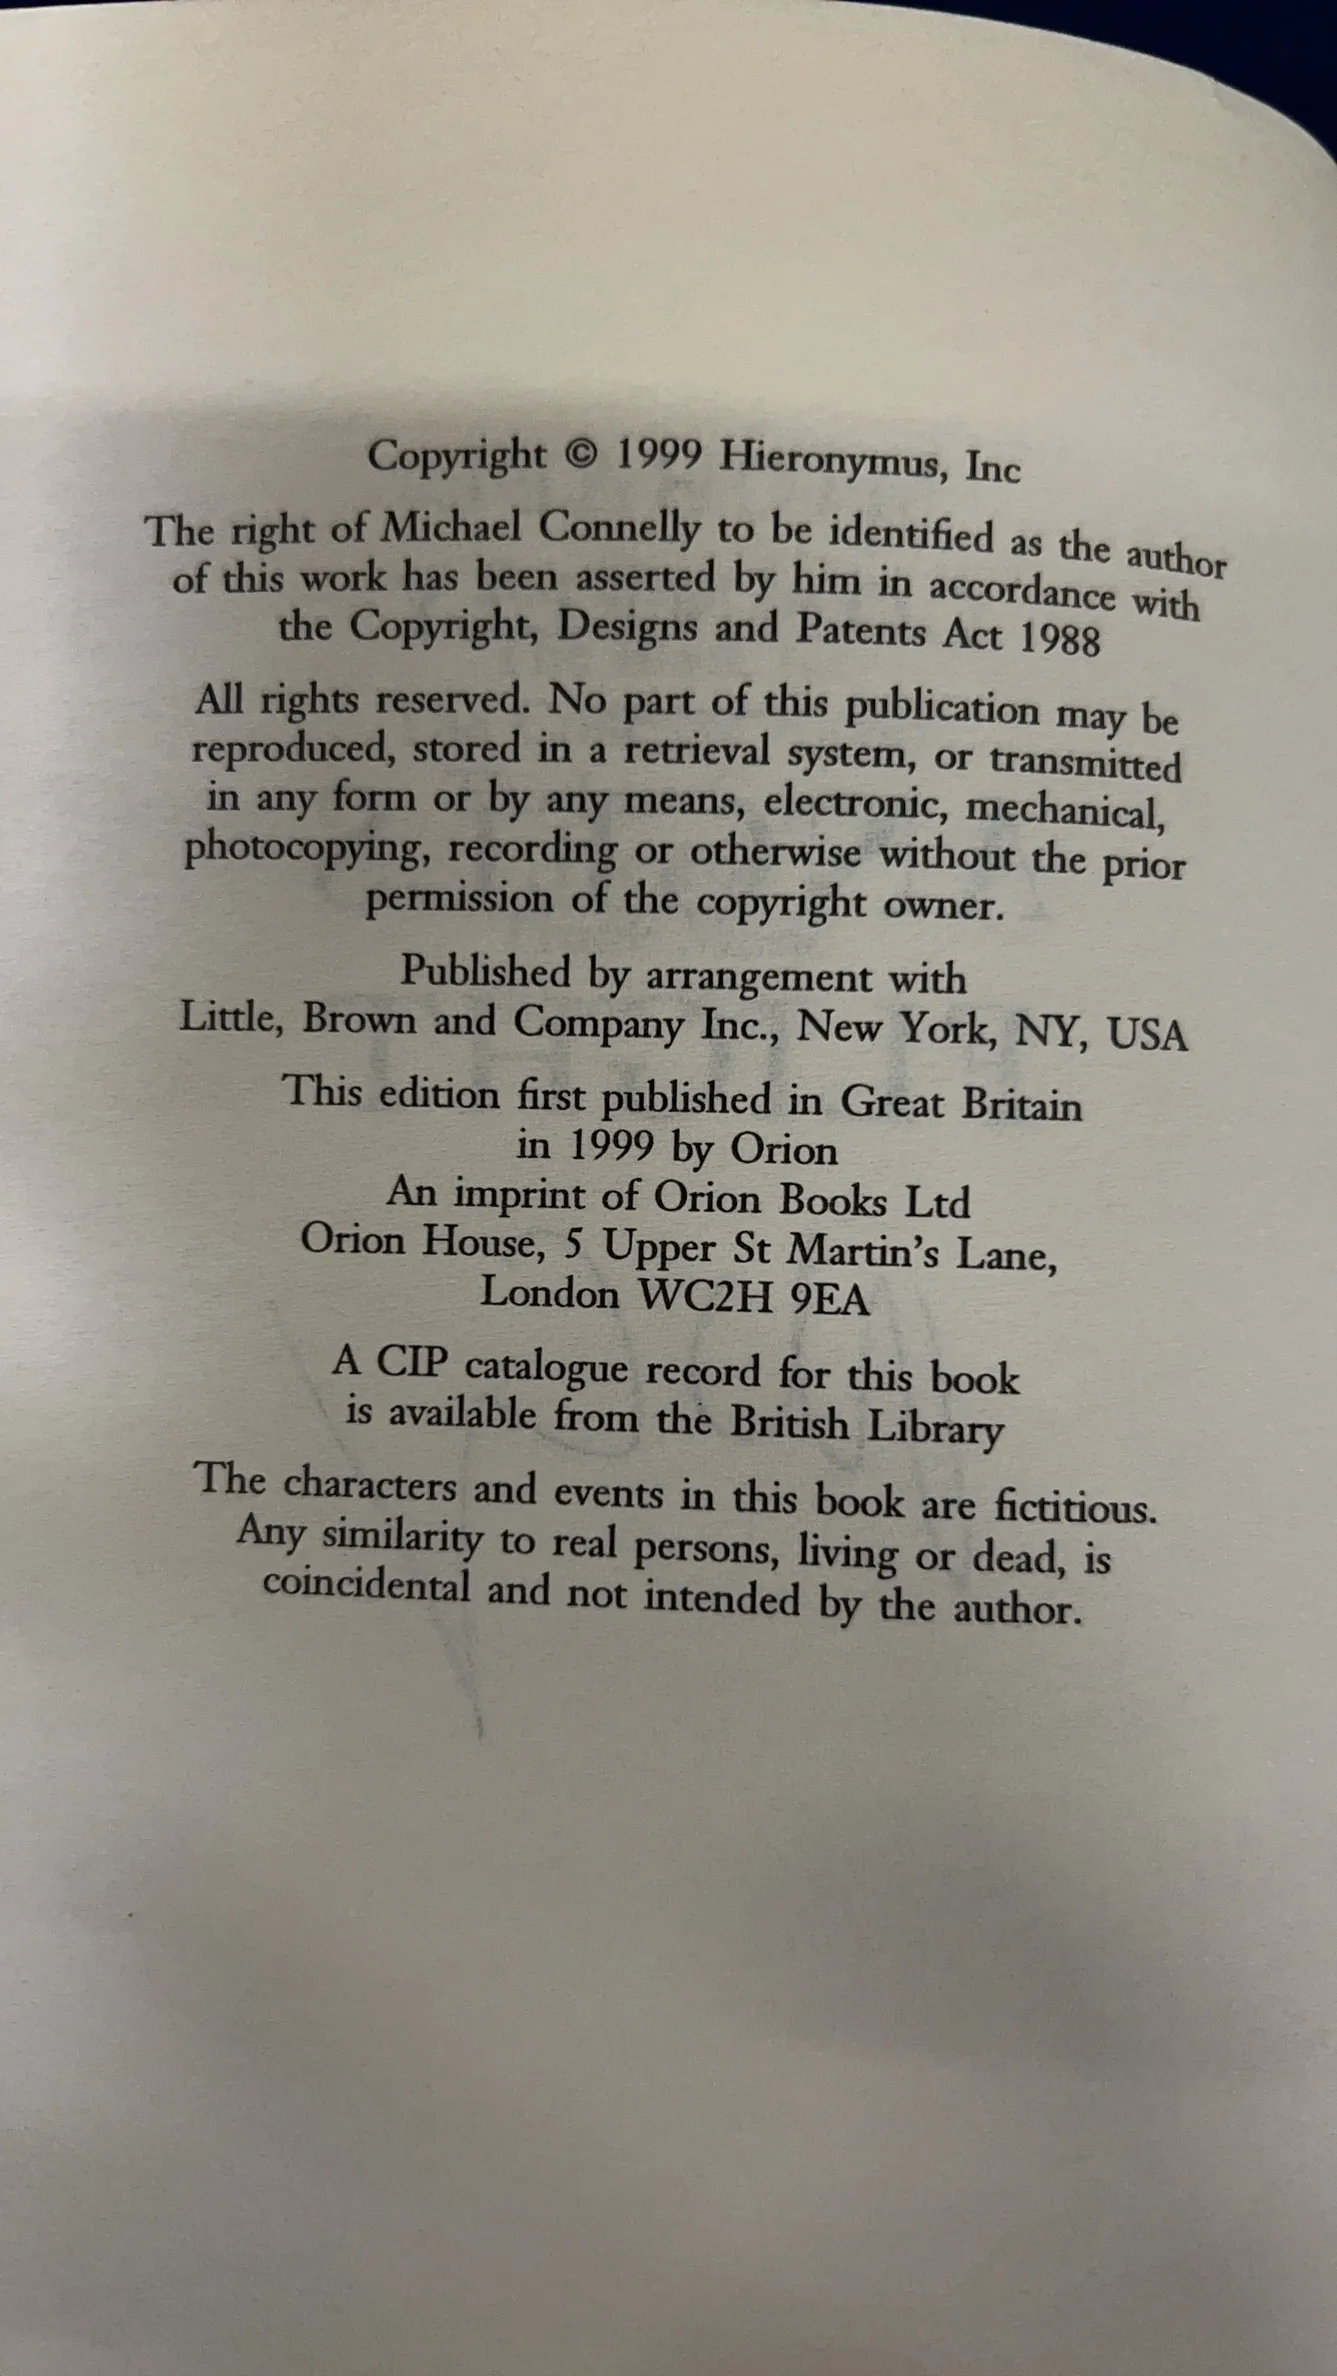 Copyright © 1999 Hieronymus, Inc
The right of Michael Connelly to be identified as the author
of this work has been asserted by him in accordance with
the Copyright, Designs and Patents Act 1988
All rights reserved. No part of this publication may be
reproduced, stored in a retrieval system, or transmitted
in any form or by any means, electronic, mechanical,
photocopying, recording or otherwise without the prior
permission of the copyright owner.
Published by arrangement with
Little, Brown and Company Inc., New York, NY, USA
This edition first published in Great Britain
in 1999 by Orion
An imprint of Orion Books Ltd
Orion House, 5 Upper St Martin's Lane,
London WC2H 9EA
A CIP catalogue record for this book
is available from the British Library
The characters and events in this book are fictitious.
Any similarity to real persons, living or dead, is
coincidental and not intended by the author.